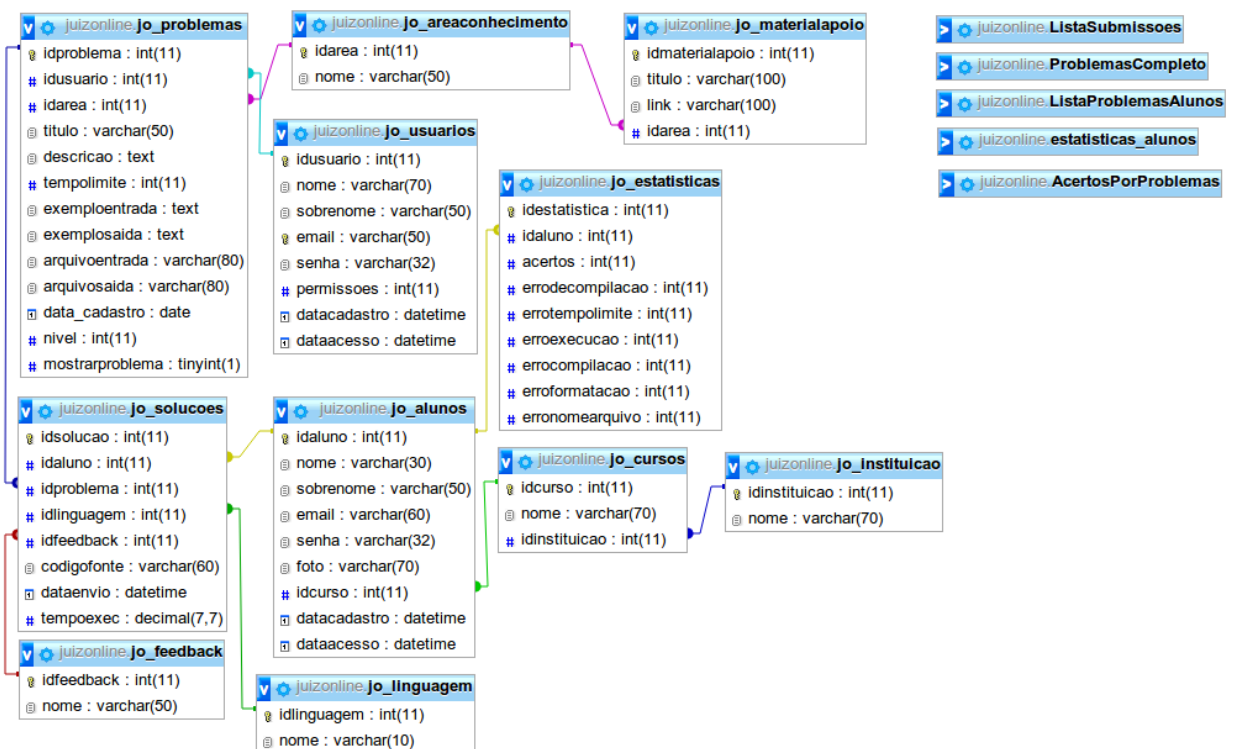 juizonline.jo_problemas
idproblema : int(11)
idusuario : int(11)
idarea : int(11)
titulo : varchar(50)
descricao : text
tempolimite : int(11)
exemploentrada : text
exemplosaida : text
arquivoentrada : varchar(80)
arquivosaida : varchar(80)
data_cadastro : date
nivel : int(11)
mostrarproblema : tinyint(1)
juizonline.jo_areaconhecimento
idarea : int(11)
nome : varchar(50)
juizonline.jo_materialapoio
idmaterialapoio : int(11)
titulo : varchar(100)
link : varchar(100)
idarea : int(11)
juizonline.ListaSubmissoes
juizonline.ProblemasCompleto
juizonline.ListaProblemasAlunos
juizonline.estatisticas_alunos
juizonline.AcertosPorProblemas
juizonline.jo_usuarios
idusuario : int(11)
nome : varchar(70)
sobrenome : varchar(50)
email : varchar(50)
senha : varchar(32)
permissoes : int(11)
datacadastro : datetime
dataacesso : datetime
juizonline.jo_estatisticas
idestatistica : int(11)
idaluno : int(11)
acertos : int(11)
errodecompilacao : int(11)
errotempolimite : int(11)
erroexecucao : int(11)
errocompilacao : int(11)
erroformatacao : int(11)
erronomearquivo : int(11)
juizonline.jo_solucoes
idsolucao : int(11)
idaluno : int(11)
idproblema : int(11)
idlinguagem : int(11)
idfeedback : int(11)
codigofonte : varchar(60)
dataenvio : datetime
tempoexec : decimal(7,7)
juizonline.jo_alunos
idaluno : int(11)
nome : varchar(30)
sobrenome : varchar(50)
email : varchar(60)
senha : varchar(32)
foto : varchar(70)
idcurso : int(11)
datacadastro : datetime
dataacesso : datetime
juizonline.jo_cursos
idcurso : int(11)
nome : varchar(70)
idinstituicao : int(11)
juizonline.jo_instituicao
idinstituicao : int(11)
nome : varchar(70)
juizonline.jo_feedback
idfeedback : int(11)
nome : varchar(50)
juizonline.jo_linguagem
idlinguagem : int(11)
nome : varchar(10)